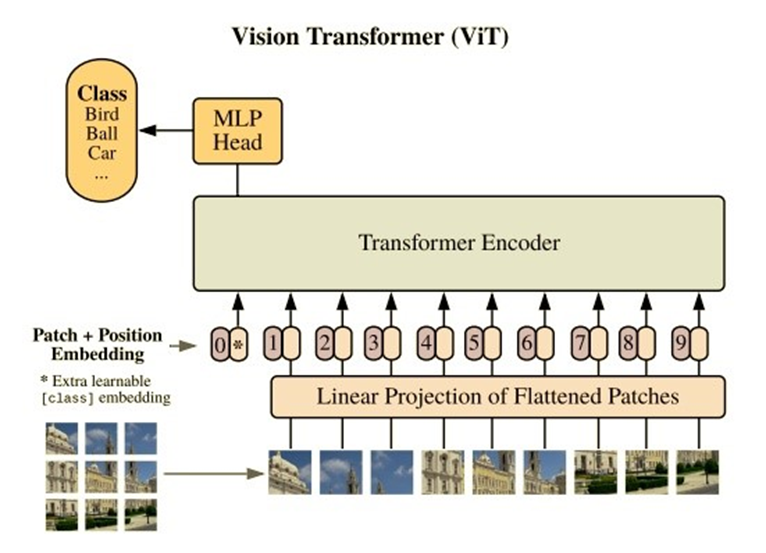 Vision Transformer (ViT)
Class
Bird
Ball
Car
...
MLP
Head
Transformer Encoder
Patch + Position
Embedding
0 * 1 2 3 4 5 6 7 8 9
* Extra learnable
[class] embedding
Linear Projection of Flattened Patches